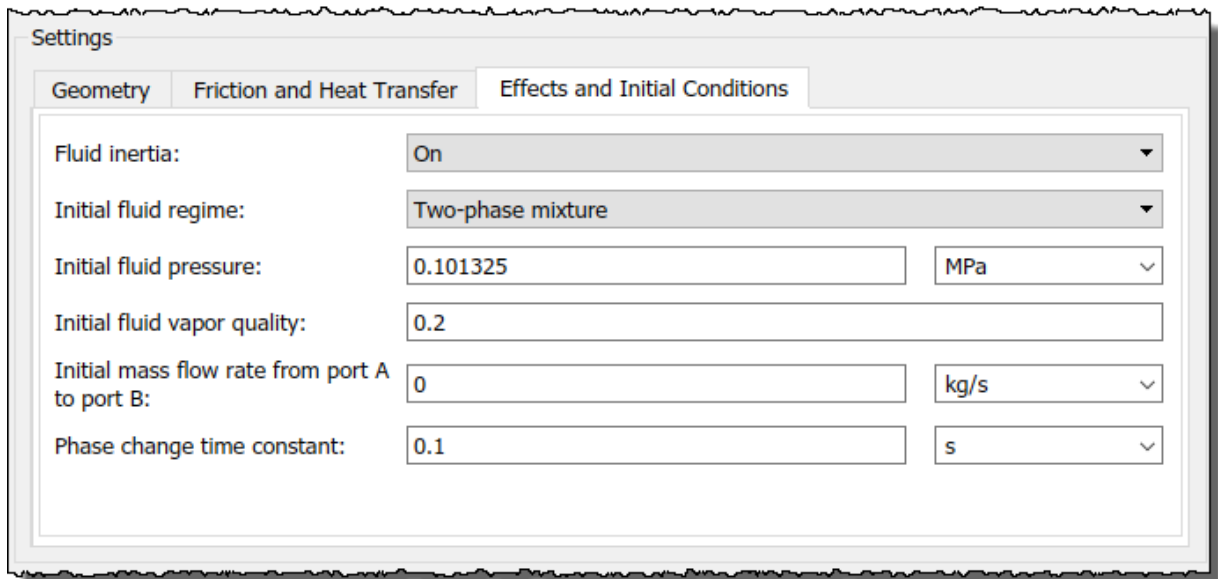 Settings
Geometry Friction and Heat Transfer Effects and Initial Conditions
Fluid inertia: On
Initial fluid regime: Two-phase mixture
Initial fluid pressure: 0.101325 MPa
Initial fluid vapor quality: 0.2
Initial mass flow rate from port A
to port B: 0 kg/s
Phase change time constant: 0.1 s